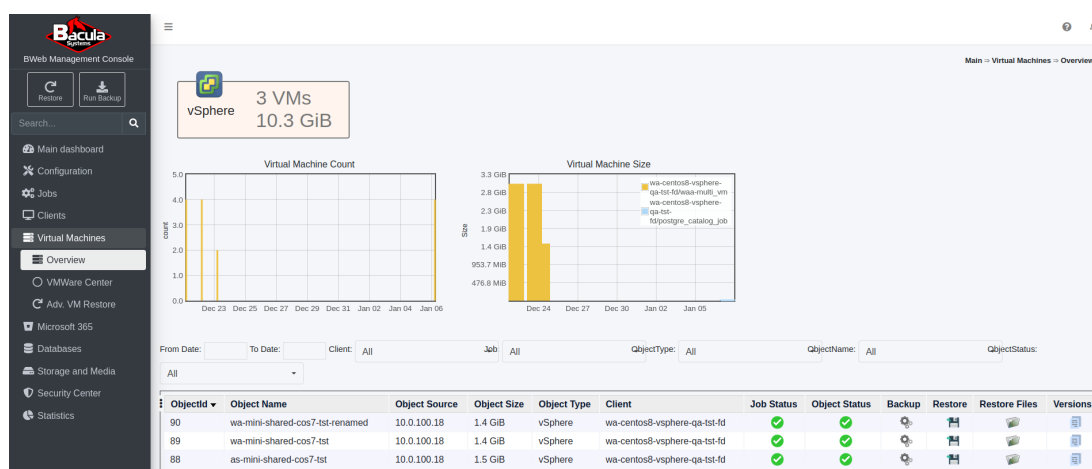 Bacula
Systems
BWeb Management Console
Restore
Run Backup
Search...
Main dashboard
Configuration
Jobs
Clients
Virtual Machines
Overview
VMWare Center
Adv. VM Restore
Microsoft 365
Databases
Storage and Media
Security Center
Statistics
Main ⇒ Virtual Machines ⇒ Overview
vSphere
3 VMs
10.3 GiB
Virtual Machine Count
5.0
4.0
3.0
2.0
1.0
0.0
count
Dec 23 Dec 25 Dec 27 Dec 29 Dec 31 Jan 02 Jan 04 Jan 06
Virtual Machine Size
3.3 GiB
2.8 GiB
2.3 GiB
1.9 GiB
1.4 GiB
953.7 MiB
476.8 MiB
Size
wa-centos8-vsphere-
qa-tst-fd/waa-multi_vm
wa-centos8-vsphere-
qa-tst-
fd/postgre_catalog_job
Dec 24 Dec 27 Dec 30 Jan 02 Jan 05
From Date: To Date: Client: All Job: All ObjectType: All ObjectName: All ObjectStatus:
All
ObjectId Object Name Object Source Object Size Object Type Client Job Status Object Status Backup Restore Restore Files Versions
90 wa-mini-shared-cos7-tst-renamed 10.0.100.18 1.4 GiB vSphere wa-centos8-vsphere-qa-tst-fd
89 wa-mini-shared-cos7-tst 10.0.100.18 1.4 GiB vSphere wa-centos8-vsphere-qa-tst-fd
88 as-mini-shared-cos7-tst 10.0.100.18 1.5 GiB vSphere wa-centos8-vsphere-qa-tst-fd